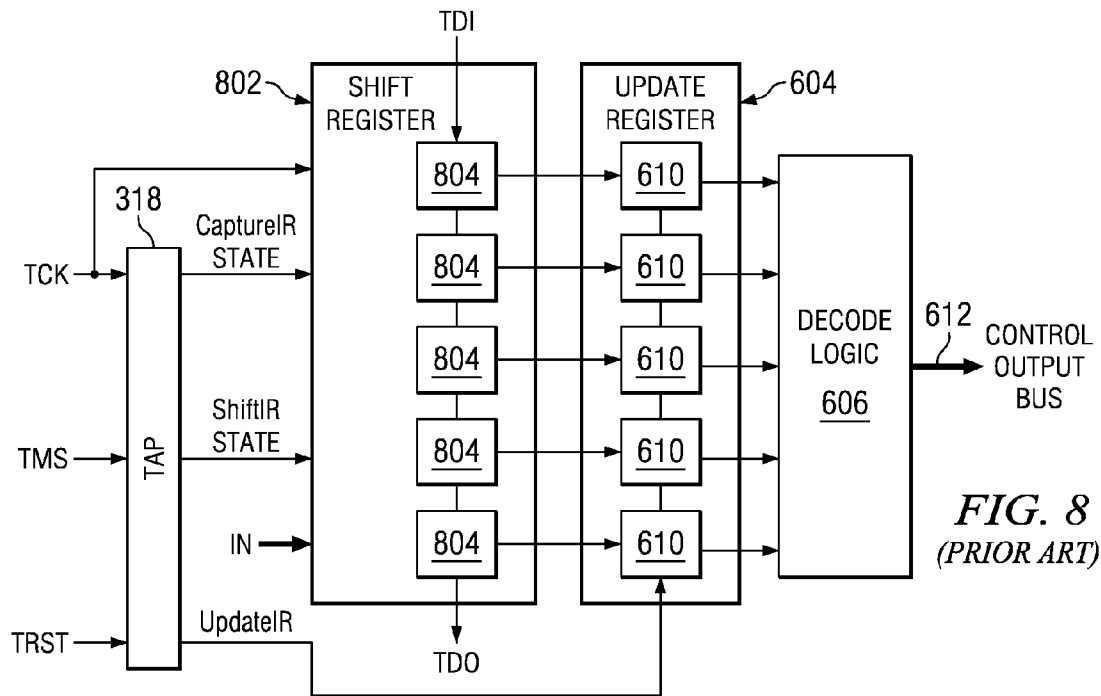 TDI
802
SHIFT
REGISTER
UPDATE
REGISTER
604
804
610
318
CaptureIR
STATE
TCK
804
610
DECODE
LOGIC
606
612
CONTROL
OUTPUT
BUS
804
610
ShiftIR
STATE
TMS
TAP
804
610
IN
804
610
FIG. 8
(PRIOR ART)
UpdateIR
TRST
TDO